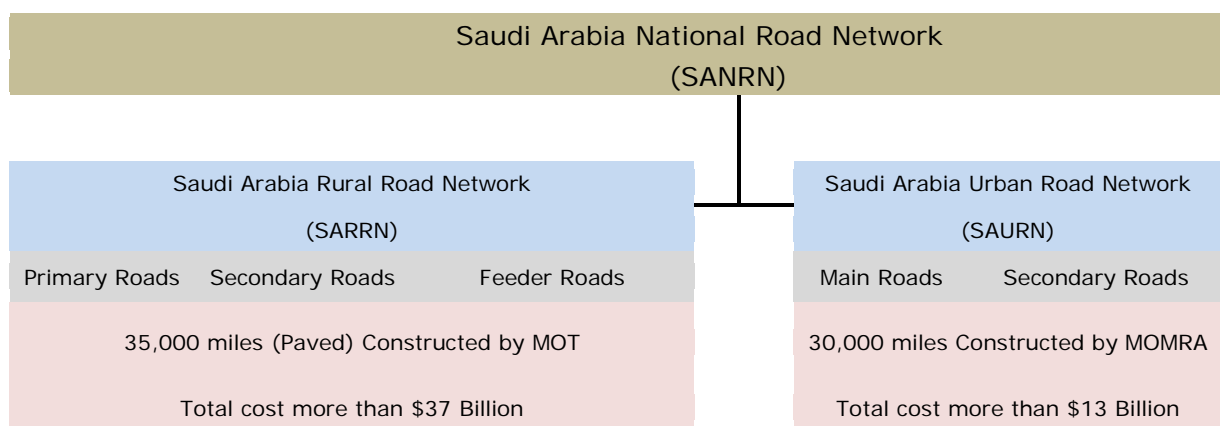 Saudi Arabia National Road Network
(SANRN)
Saudi Arabia Rural Road Network
(SARRN)
Primary Roads Secondary Roads Feeder Roads
35,000 miles (Paved) Constructed by MOT
Total cost more than $37 Billion
Saudi Arabia Urban Road Network
(SAURN)
Main Roads Secondary Roads
30,000 miles Constructed by MOMRA
Total cost more than $13 Billion